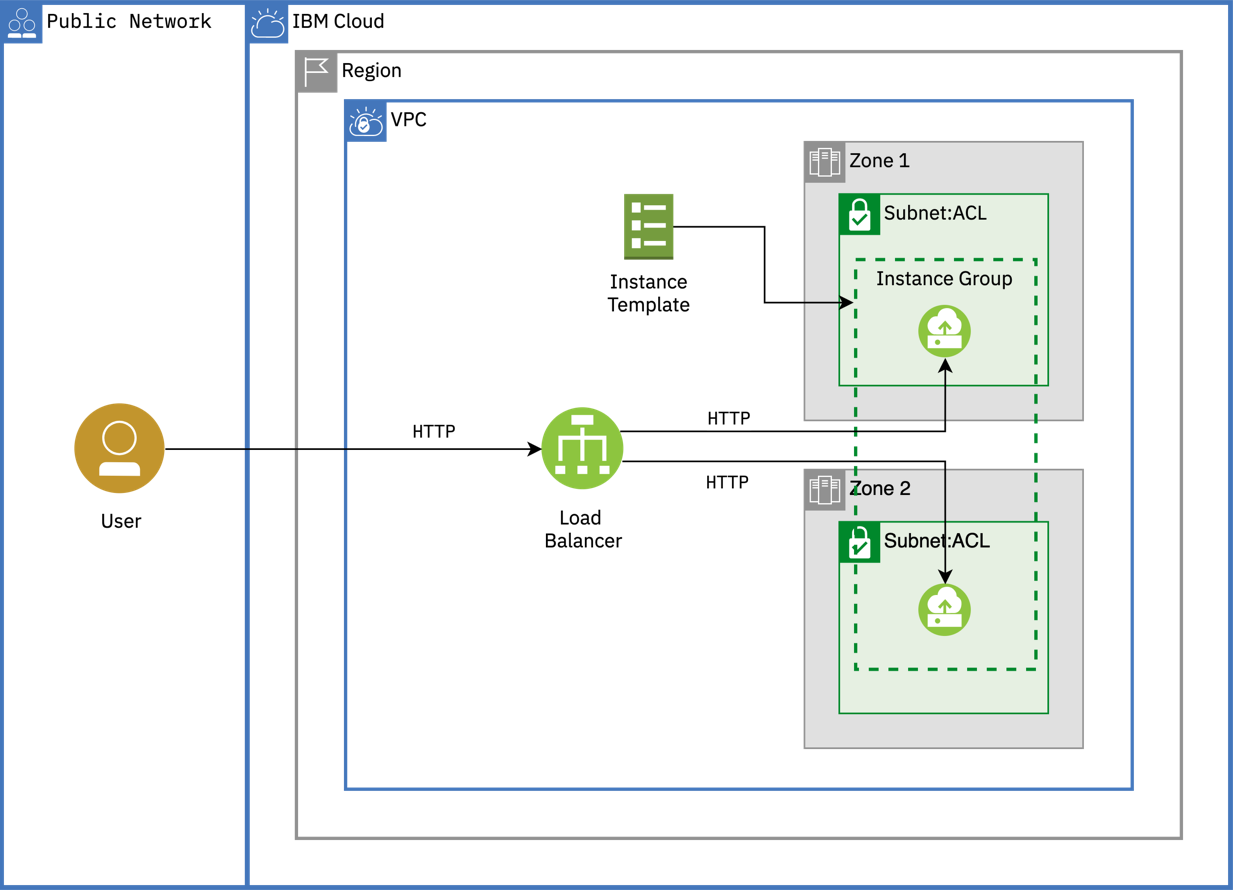 Public Network
IBM Cloud
Region
VPC
Zone 1
Subnet:ACL
Instance Group
Instance
Template
HTTP
HTTP
HTTP
User
Load
Balancer
Zone 2
Subnet:ACL